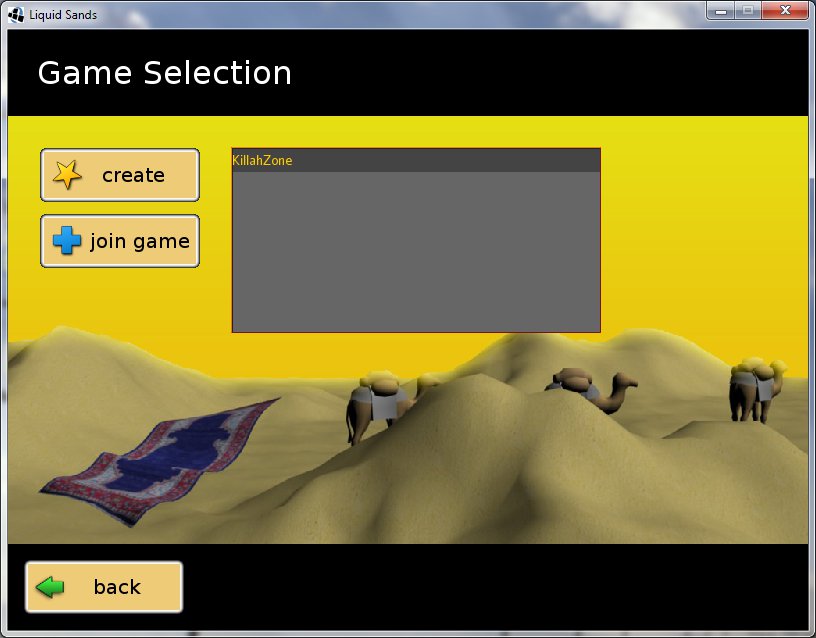 Liquid Sands
Game Selection
create
KillahZone
join game
back